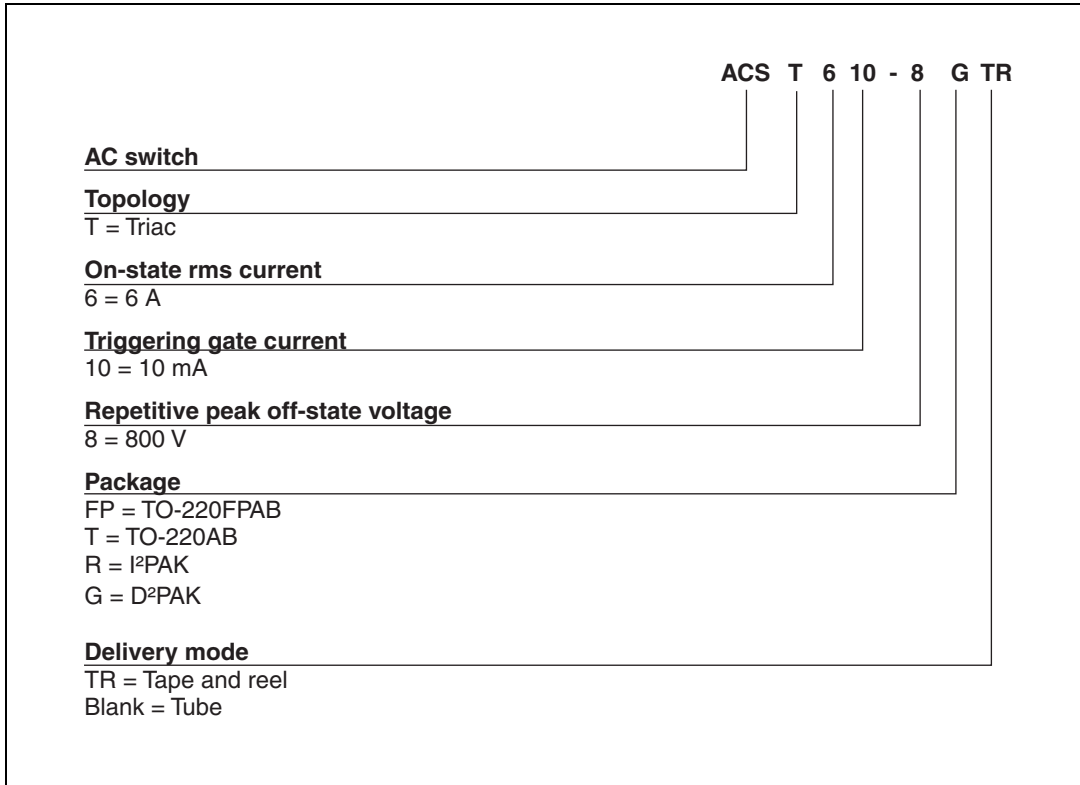 ACS T 6 10 - 8 G TR
AC switch
Topology
T = Triac
On-state rms current
6 = 6 A
Triggering gate current
10 = 10 mA
Repetitive peak off-state voltage
8 = 800 V
Package
FP = TO-220FPAB
T = TO-220AB
R = I²PAK
G = D²PAK
Delivery mode
TR = Tape and reel
Blank = Tube